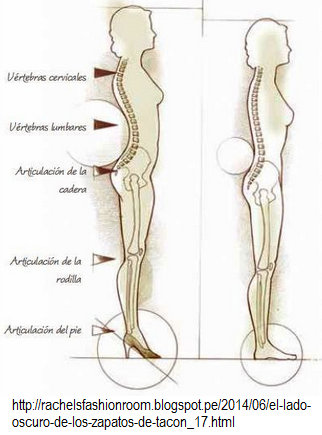 Vértebras cervicales
Vértebras lumbares
Articulación de la
cadera
Articulación de la
rodilla
Articulación del pie
http://rachelsfashionroom.blogspot.pe/2014/06/el-lado-
oscuro-de-los-zapatos-de-tacon_17.html